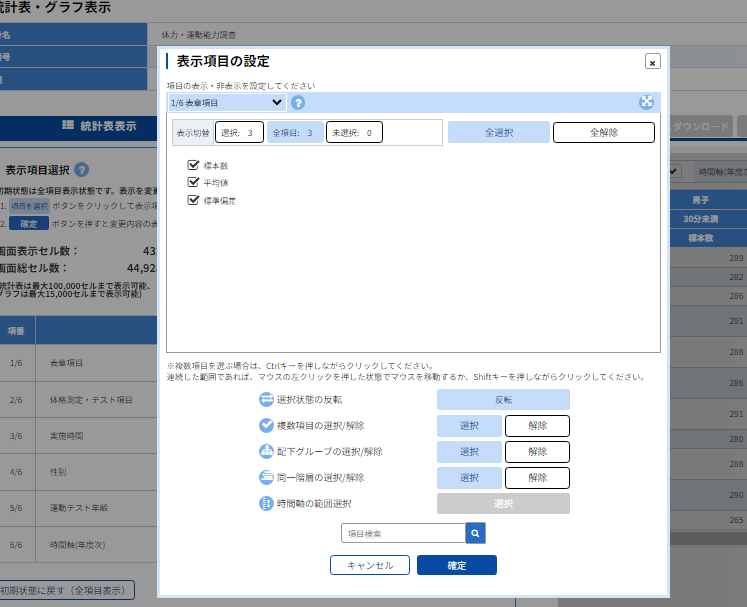 統計表・グラフ表示
体力・運動能力調査
統計表表示
ダウンロード
表示項目選択 ?
初期状態は全項目表示状態です。表示を変更
1. 項目を選択 ボタンをクリックして表示項
2. 確定 ボタンを押すと変更内容の表
画面表示セル数：
画面総セル数： 44,92
統計表は最大100,000セルまで表示可能、
グラフは最大15,000セルまで表示可能)
項番
1/6 表章項目
2/6 体格測定・テスト項目
3/6 実施時間
4/6 性別
5/6 運動テスト年齢
6/6 時間軸(年度次)
初期状態に戻す（全項目表示）
表示項目の設定 ×
項目の表示・非表示を設定してください
1/6 表章項目 ?
表示切替 選択: 3 全項目: 3 未選択: 0 全選択 全解除
標本数
平均値
標準偏差
※複数項目を選ぶ場合は、Ctrlキーを押しながらクリックしてください。
連続した範囲であれば、マウスの左クリックを押した状態でマウスを移動するか、Shiftキーを押しながらクリックしてください。
選択状態の反転 反転
複数項目の選択/解除 選択 解除
配下グループの選択/解除 選択 解除
同一階層の選択/解除 選択 解除
時間軸の範囲選択 選択
項目検索
キャンセル 確定
時間軸(年度次
男子
30分未満
標本数
289
282
286
291
288
286
291
280
288
290
265